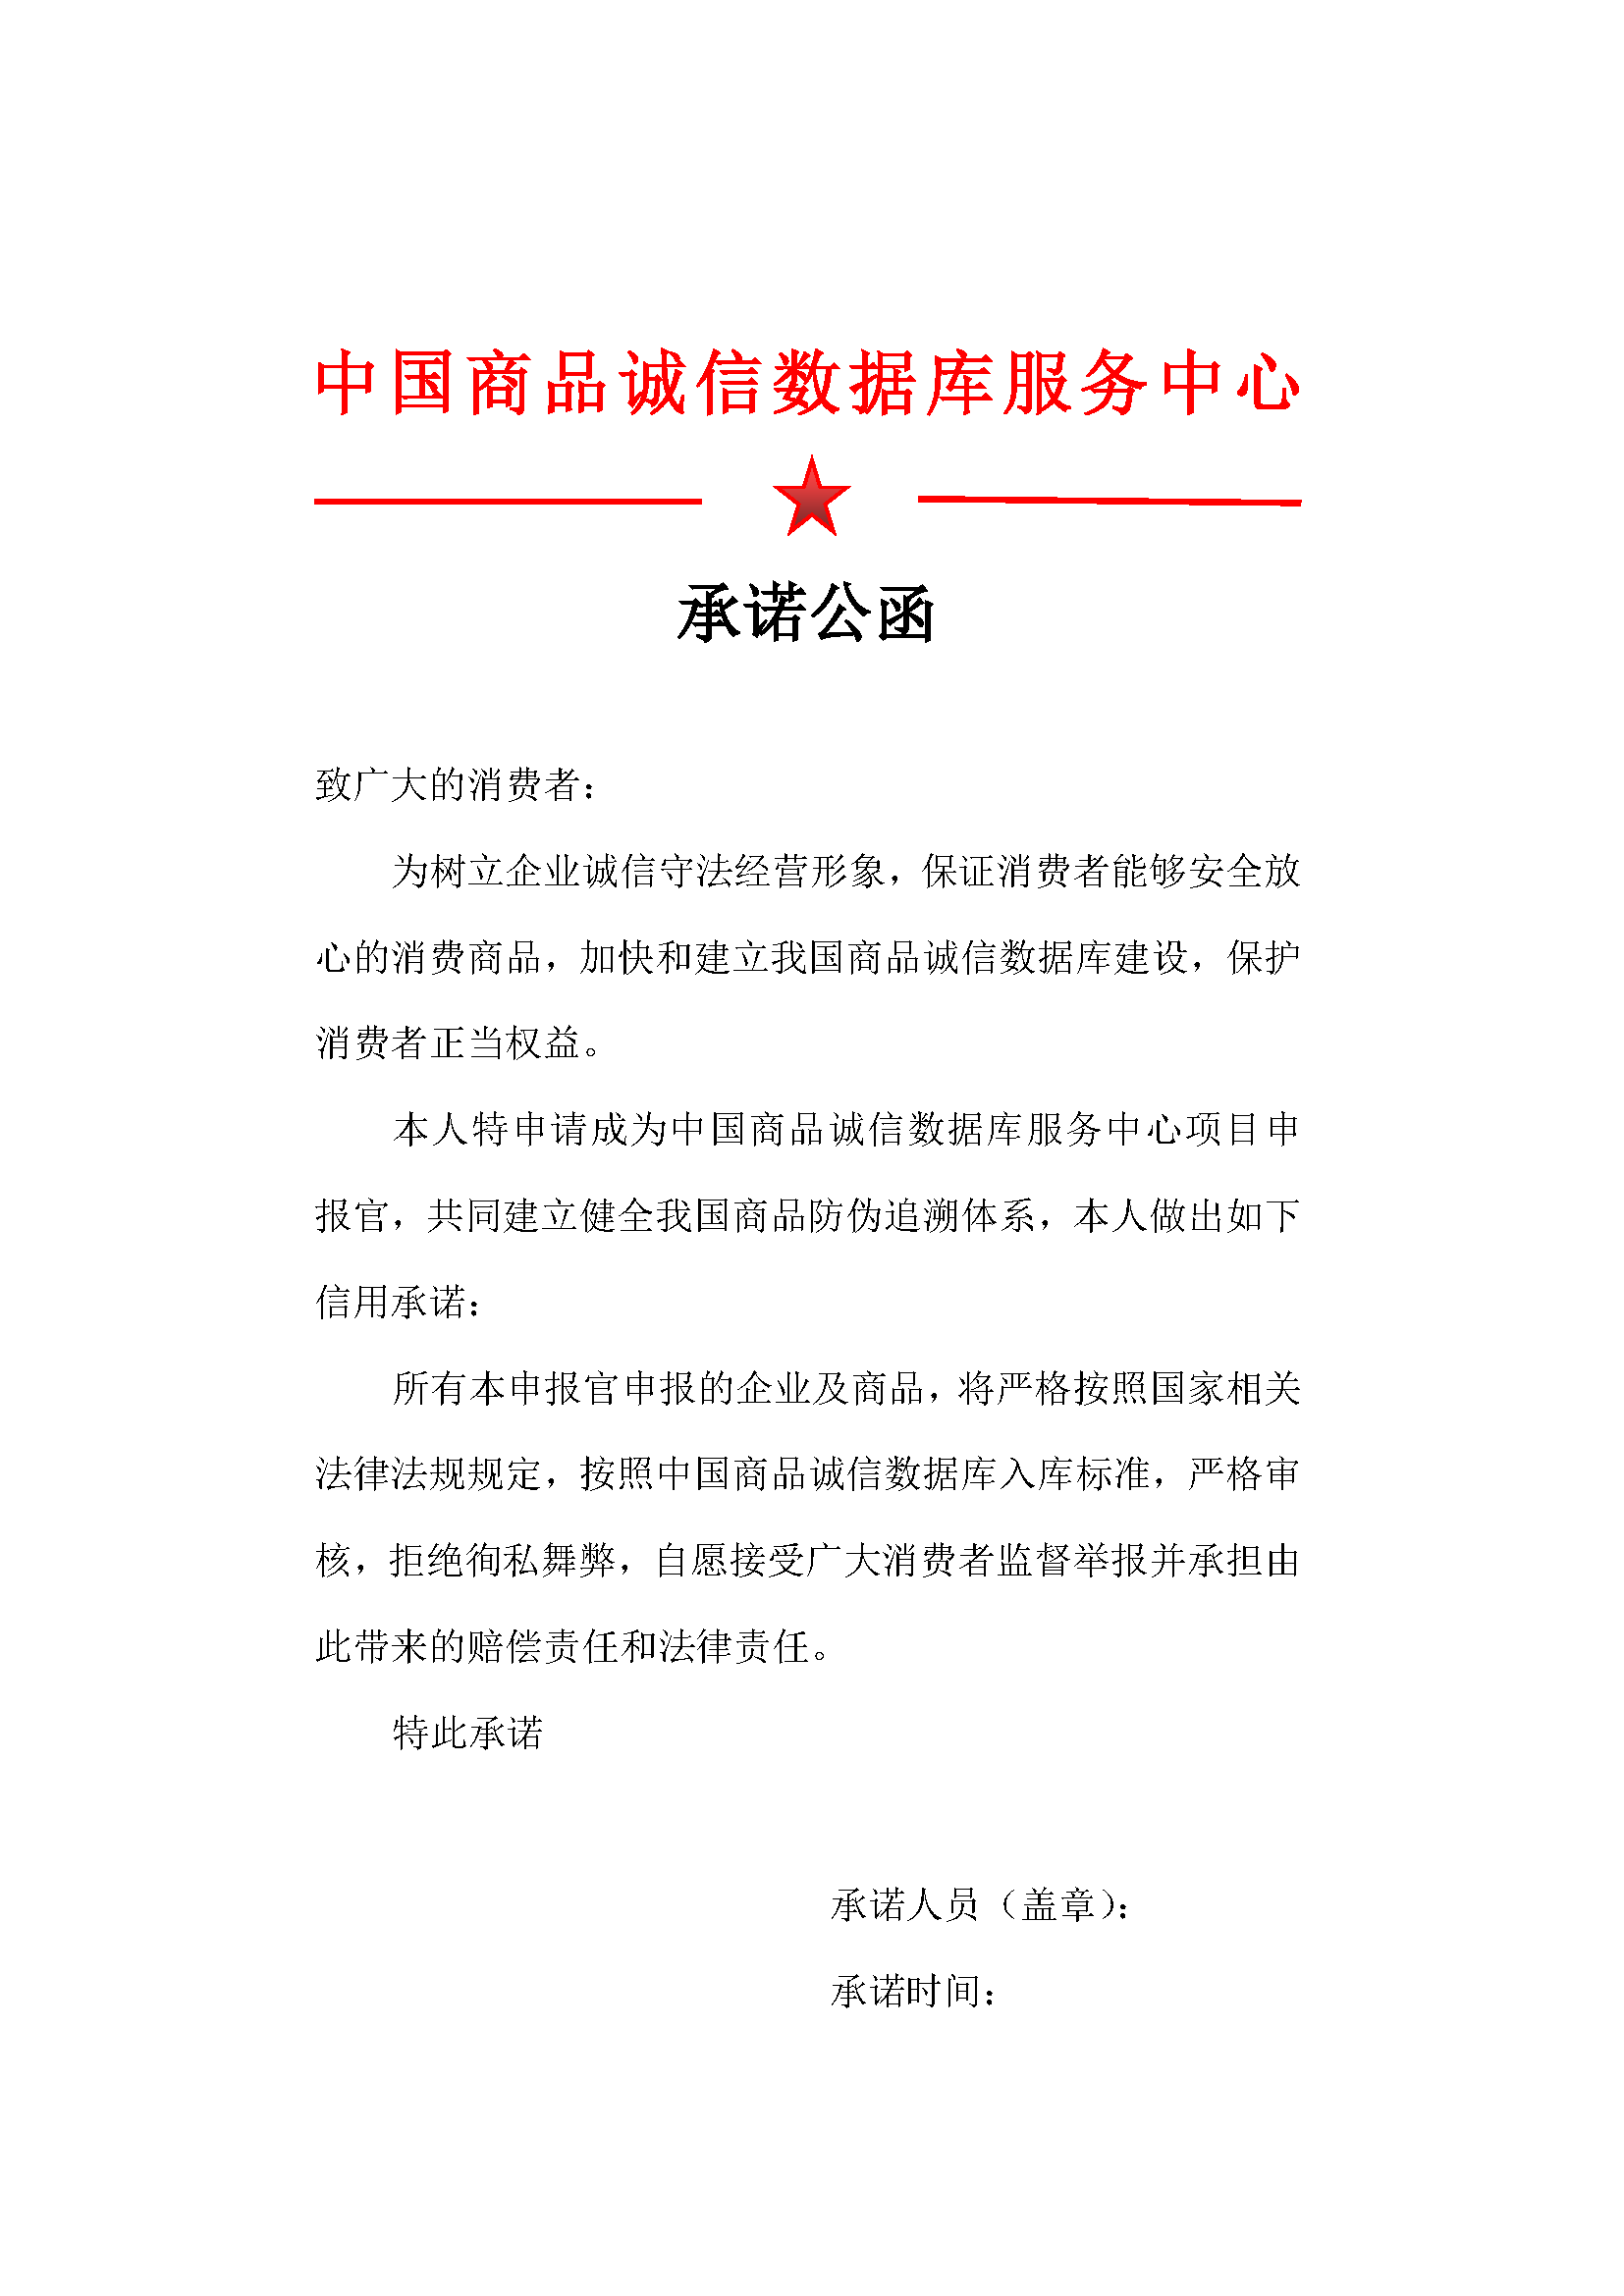 中国商品诚信数据库服务中心
承诺公函
致广大的消费者：
为树立企业诚信守法经营形象，保证消费者能够安全放
心的消费商品，加快和建立我国商品诚信数据库建设，保护
消费者正当权益。
本人特申请成为中国商品诚信数据库服务中心项目申
报官，共同建立健全我国商品防伪追溯体系，本人做出如下
信用承诺：
所有本申报官申报的企业及商品，将严格按照国家相关
法律法规规定，按照中国商品诚信数据库入库标准，严格审
核，拒绝徇私舞弊，自愿接受广大消费者监督举报并承担由
此带来的赔偿责任和法律责任。
特此承诺
承诺人员（盖章）：
承诺时间：